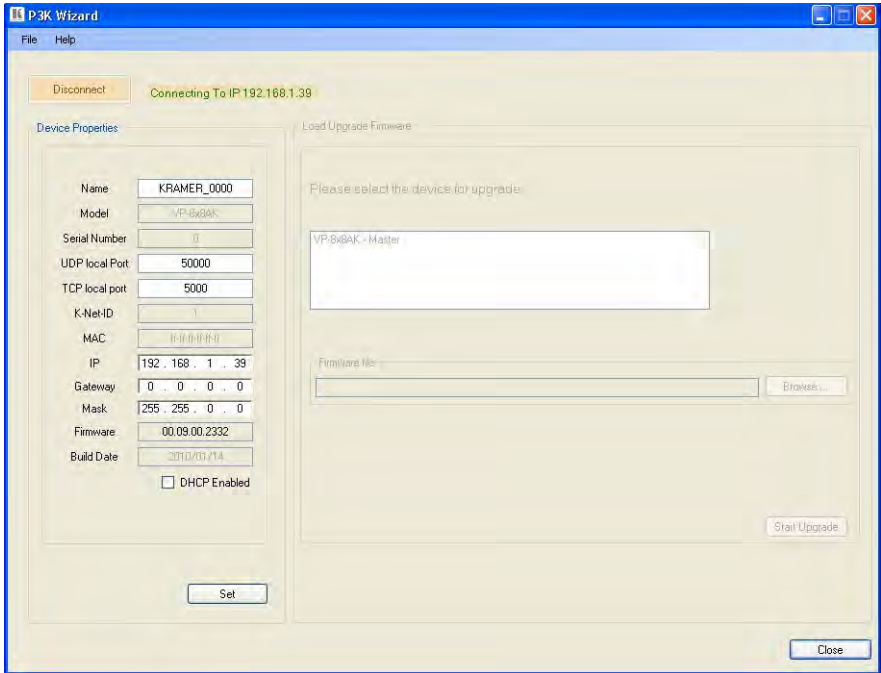 P3K Wizard
File Help
Disconnect
Connecting To IP 192.168.1.39
Device Properties
Name KRAMER_0000
Model VP-8x8AK
Serial Number 0
UDP local Port 50000
TCP local port 5000
K-Net-ID 1
MAC
IP 192 . 168 . 1 . 39
Gateway 0 . 0 . 0 . 0
Mask 255 . 255 . 0 . 0
Firmware 00.09.00.2332
Build Date 2010/01/14
DHCP Enabled
Set
Load Upgrade Firmware
Please select the device for upgrade:
VP-8x8AK - Master
Firmware file
Browse...
Start Upgrade
Close